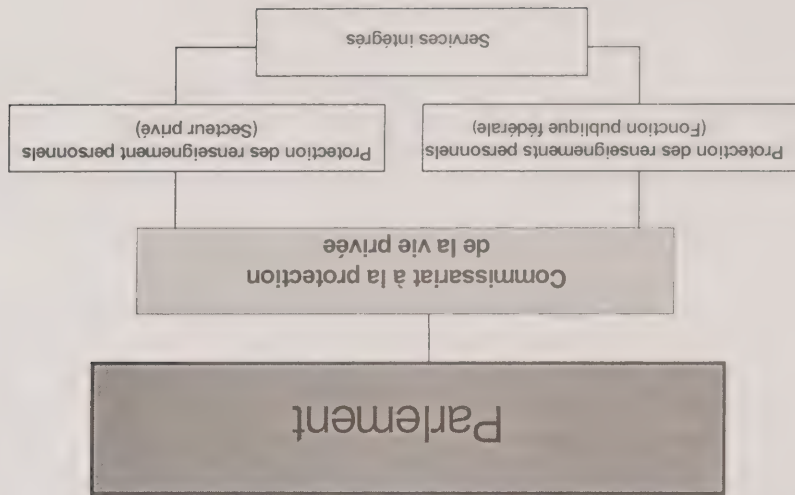 Parlement
Commissariat à la protection
de la vie privée
Protection des renseignements personnels
(Fonction publique fédérale)
Protection des renseignement personnels
(Secteur privé)
Services intégrés